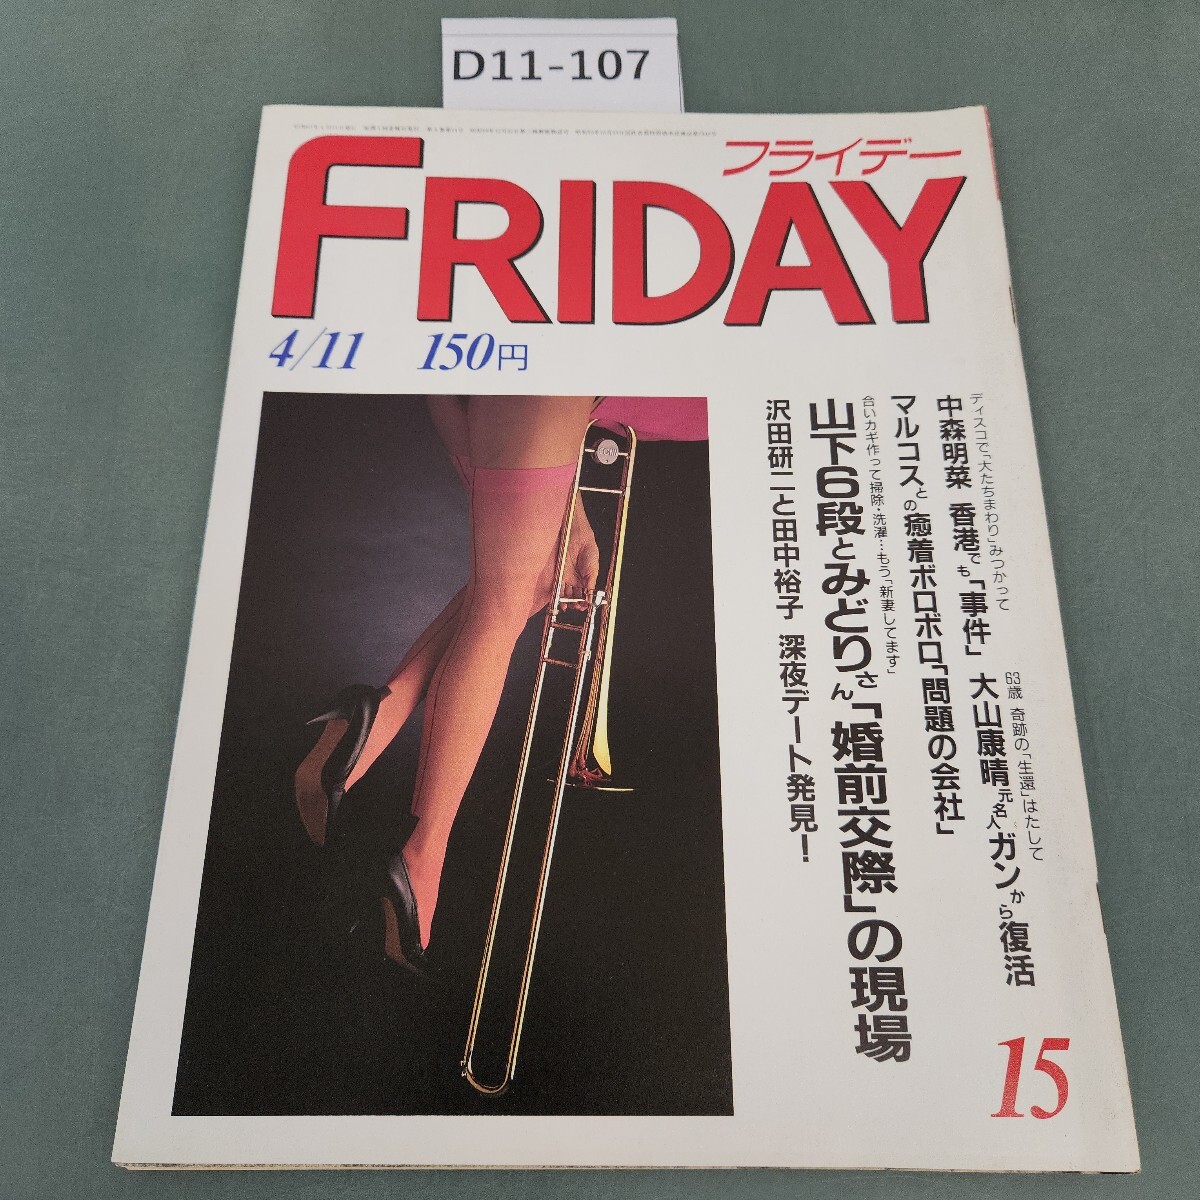 D11-107
フライデー
FRIDAY
4/11 150円
ディスコで「大たちまわり」みつかって
中森明菜 香港でも「事件」
63歳 奇跡の「生還」はたして
大山康晴元名人ガンから復活
マルコスとの癒着ボロボロ「問題の会社」
合いカギ作って掃除・洗濯…もう「新妻してます」
山下6段とみどりさん「婚前交際」の現場
沢田研二と田中裕子 深夜デート発見!
15